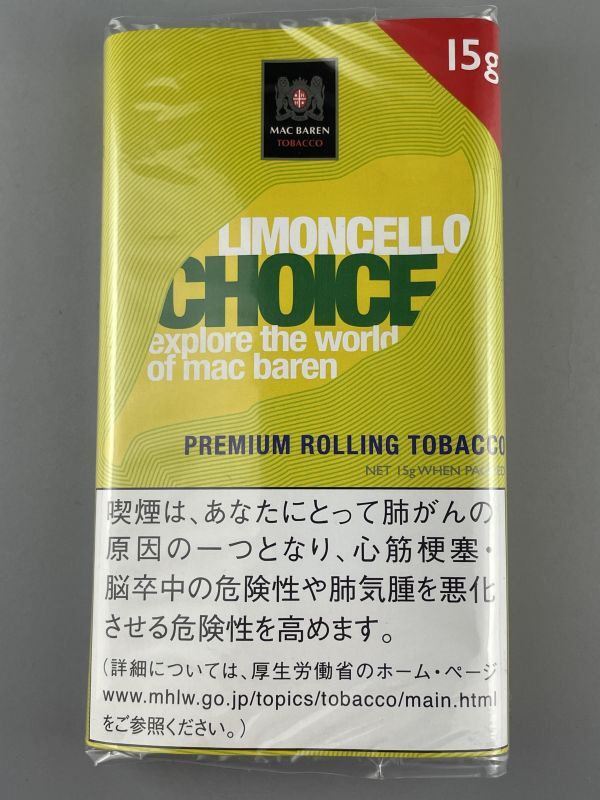 15g
MAC BAREN
TOBACCO
LIMONCELLO
CHOICE
explore the world
of mac baren
PREMIUM ROLLING TOBACCO
NET 15g WHEN PACKED
喫煙は、あなたにとって肺がんの
原因の一つとなり、心筋梗塞・
脳卒中の危険性や肺気腫を悪化
させる危険性を高めます。
(詳細については、厚生労働省のホーム・ページ
www.mhlw.go.jp/topics/tobacco/main.html
をご参照ください。)